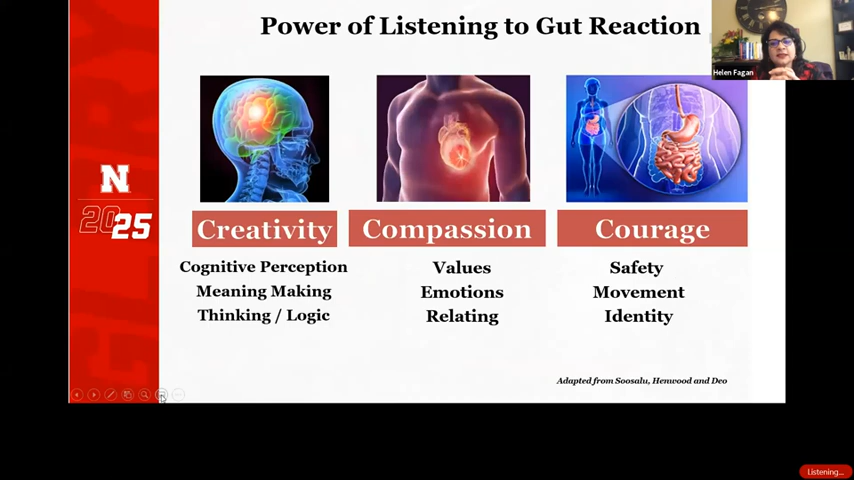 Power of Listening to Gut Reaction
Helen Fagan
N
2025
Creativity
Compassion
Courage
Cognitive Perception
Meaning Making
Thinking / Logic
Values
Emotions
Relating
Safety
Movement
Identity
Adapted from Soosalu, Henwood and Deo
Listening...